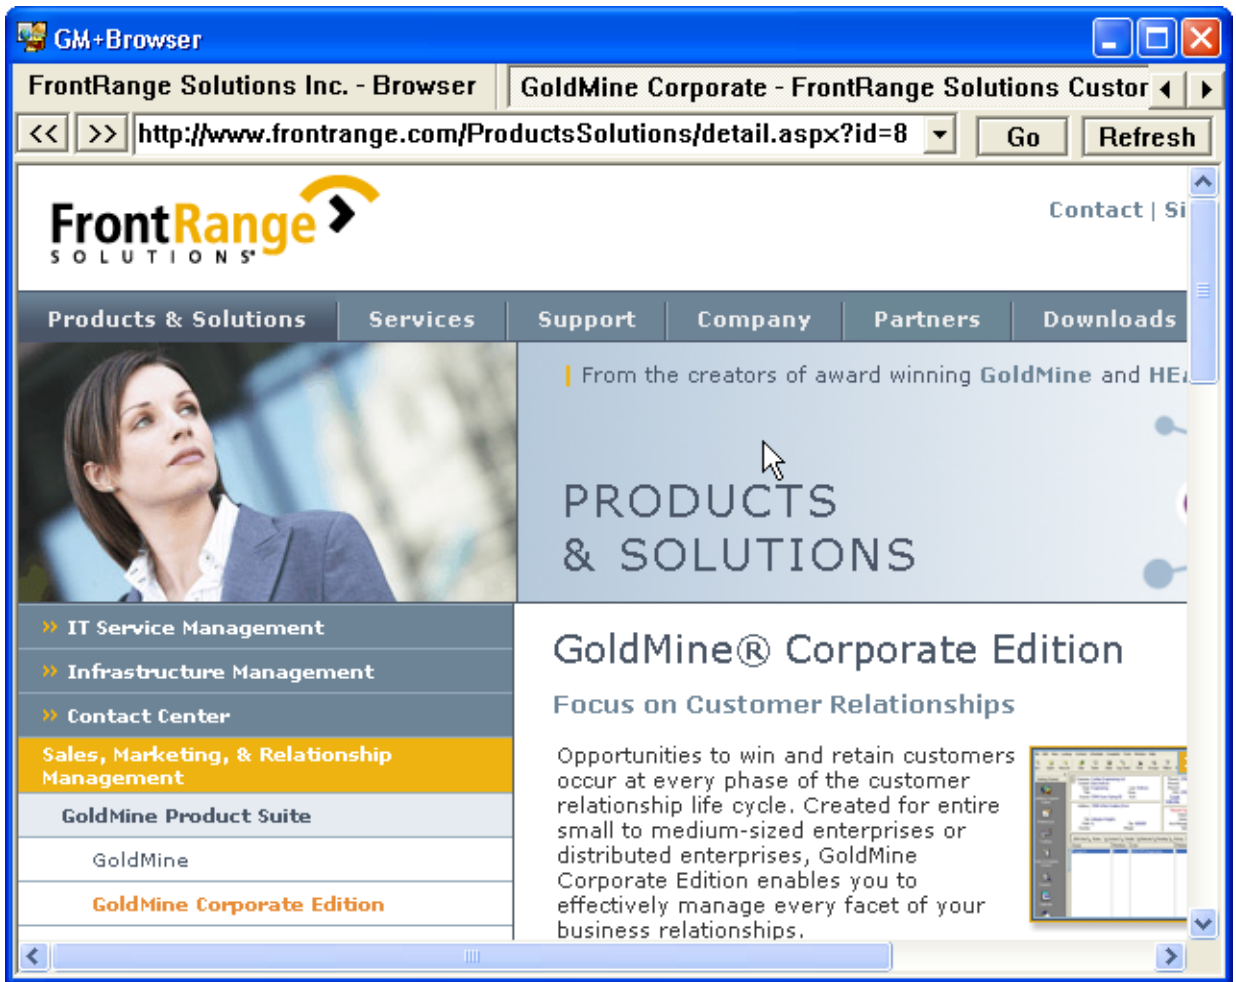 GM+Browser
FrontRange Solutions Inc. - Browser
GoldMine Corporate - FrontRange Solutions Custor
<< >> http://www.frontrange.com/ProductsSolutions/detail.aspx?id=8 Go Refresh
FrontRange
SOLUTIONS
Contact | Si
Products & Solutions Services Support Company Partners Downloads
From the creators of award winning GoldMine and HEA
PRODUCTS
& SOLUTIONS
» IT Service Management
» Infrastructure Management
» Contact Center
Sales, Marketing, & Relationship
Management
GoldMine Product Suite
GoldMine
GoldMine Corporate Edition
GoldMine® Corporate Edition
Focus on Customer Relationships
Opportunities to win and retain customers
occur at every phase of the customer
relationship life cycle. Created for entire
small to medium-sized enterprises or
distributed enterprises, GoldMine
Corporate Edition enables you to
effectively manage every facet of your
business relationships.